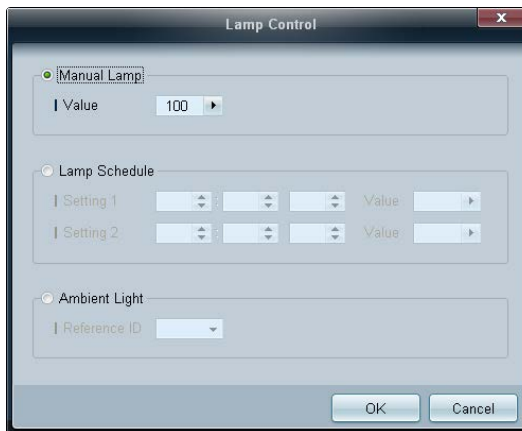 Lamp Control
x
Manual Lamp
Value 100
Lamp Schedule
Setting 1 : Value
Setting 2 : Value
Ambient Light
Reference ID
OK Cancel